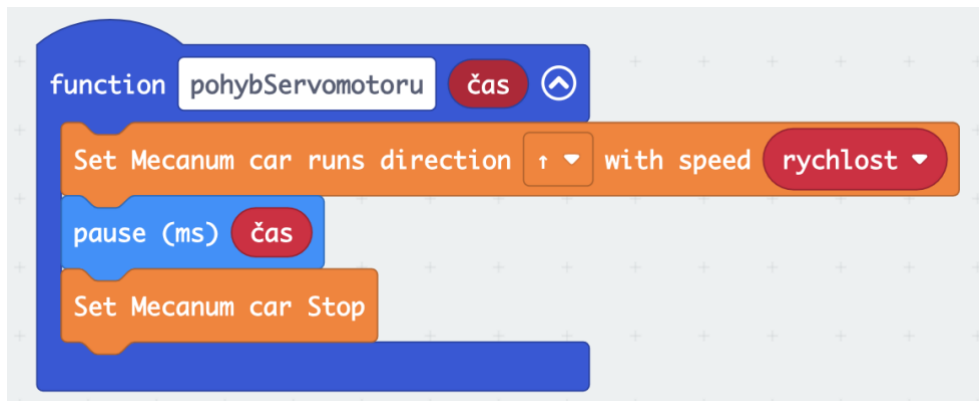 function pohybServomotoru čas
Set Mecanum car runs direction ↑ with speed rychlost
pause (ms) čas
Set Mecanum car Stop